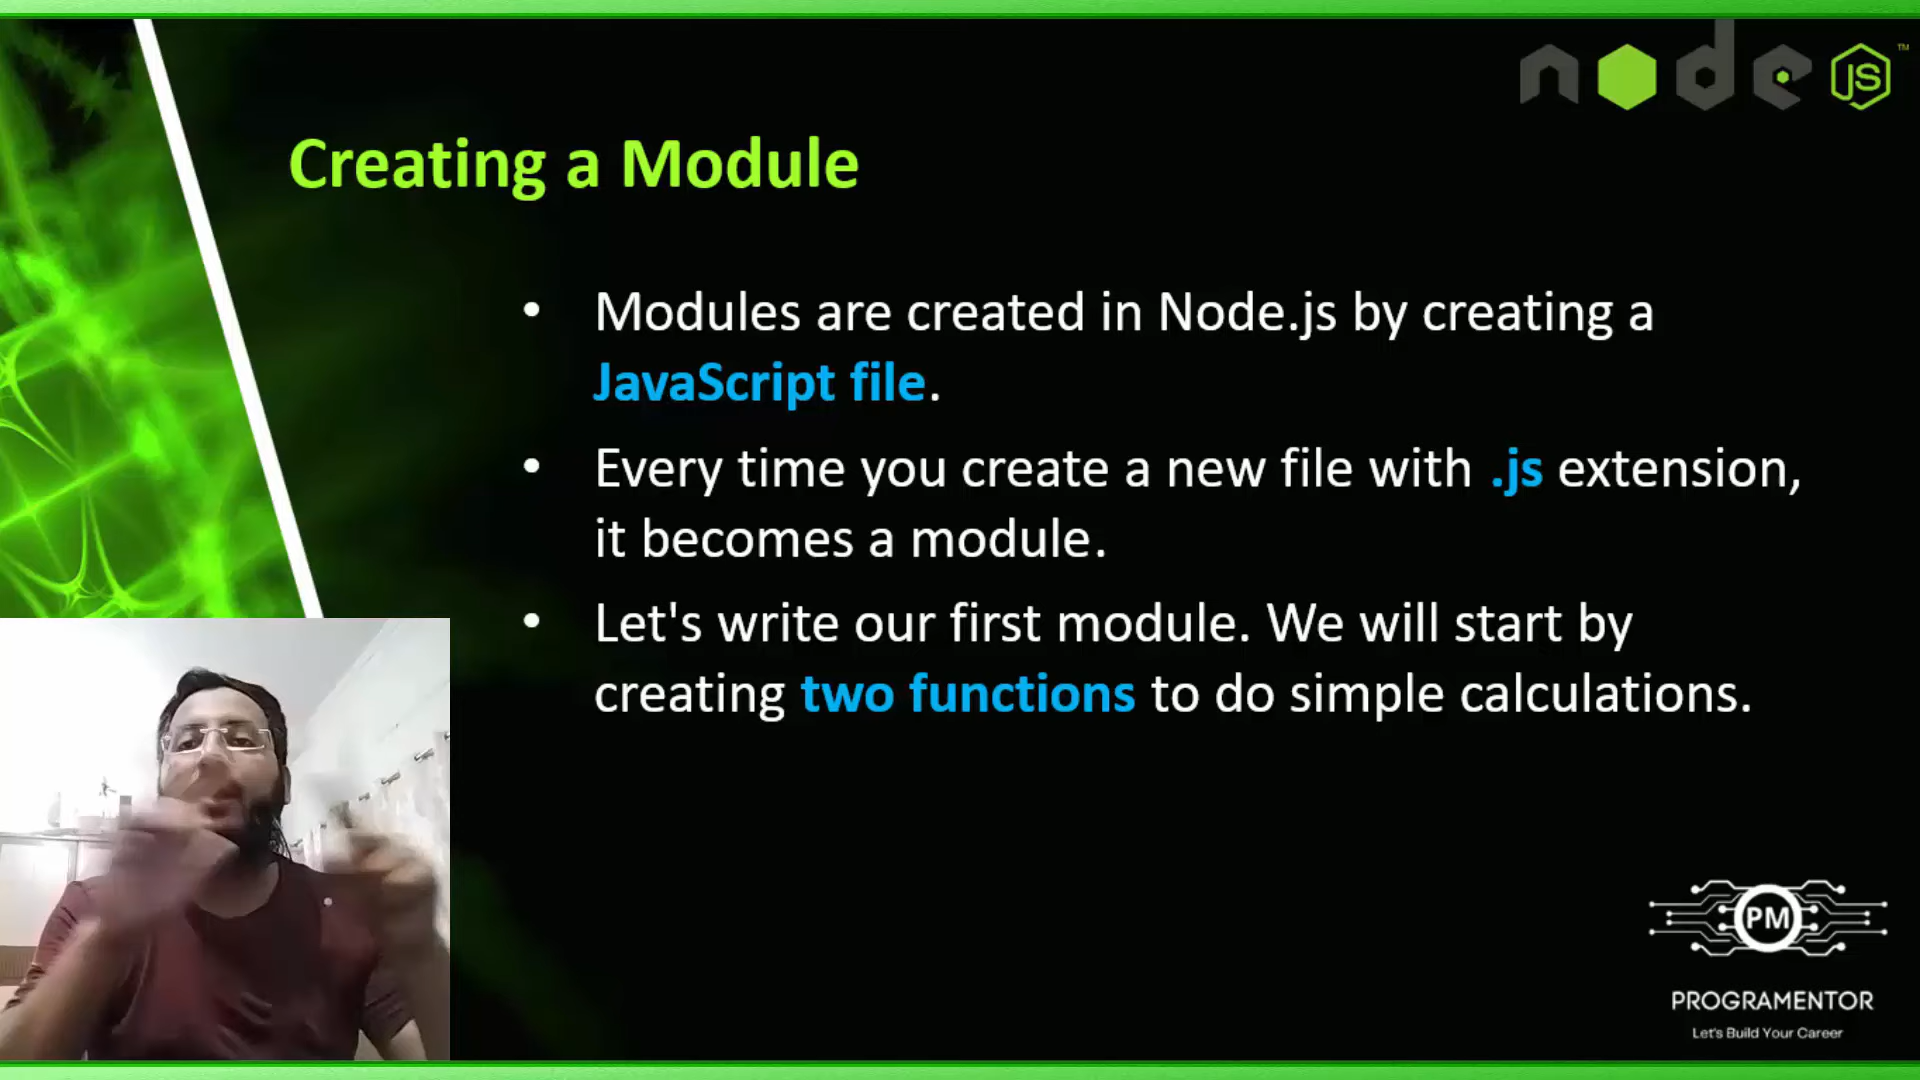 node JS ™
Creating a Module
• Modules are created in Node.js by creating a
JavaScript file.
• Every time you create a new file with .js extension,
it becomes a module.
• Let's write our first module. We will start by
creating two functions to do simple calculations.
PM
PROGRAMENTOR
Let's Build Your Career